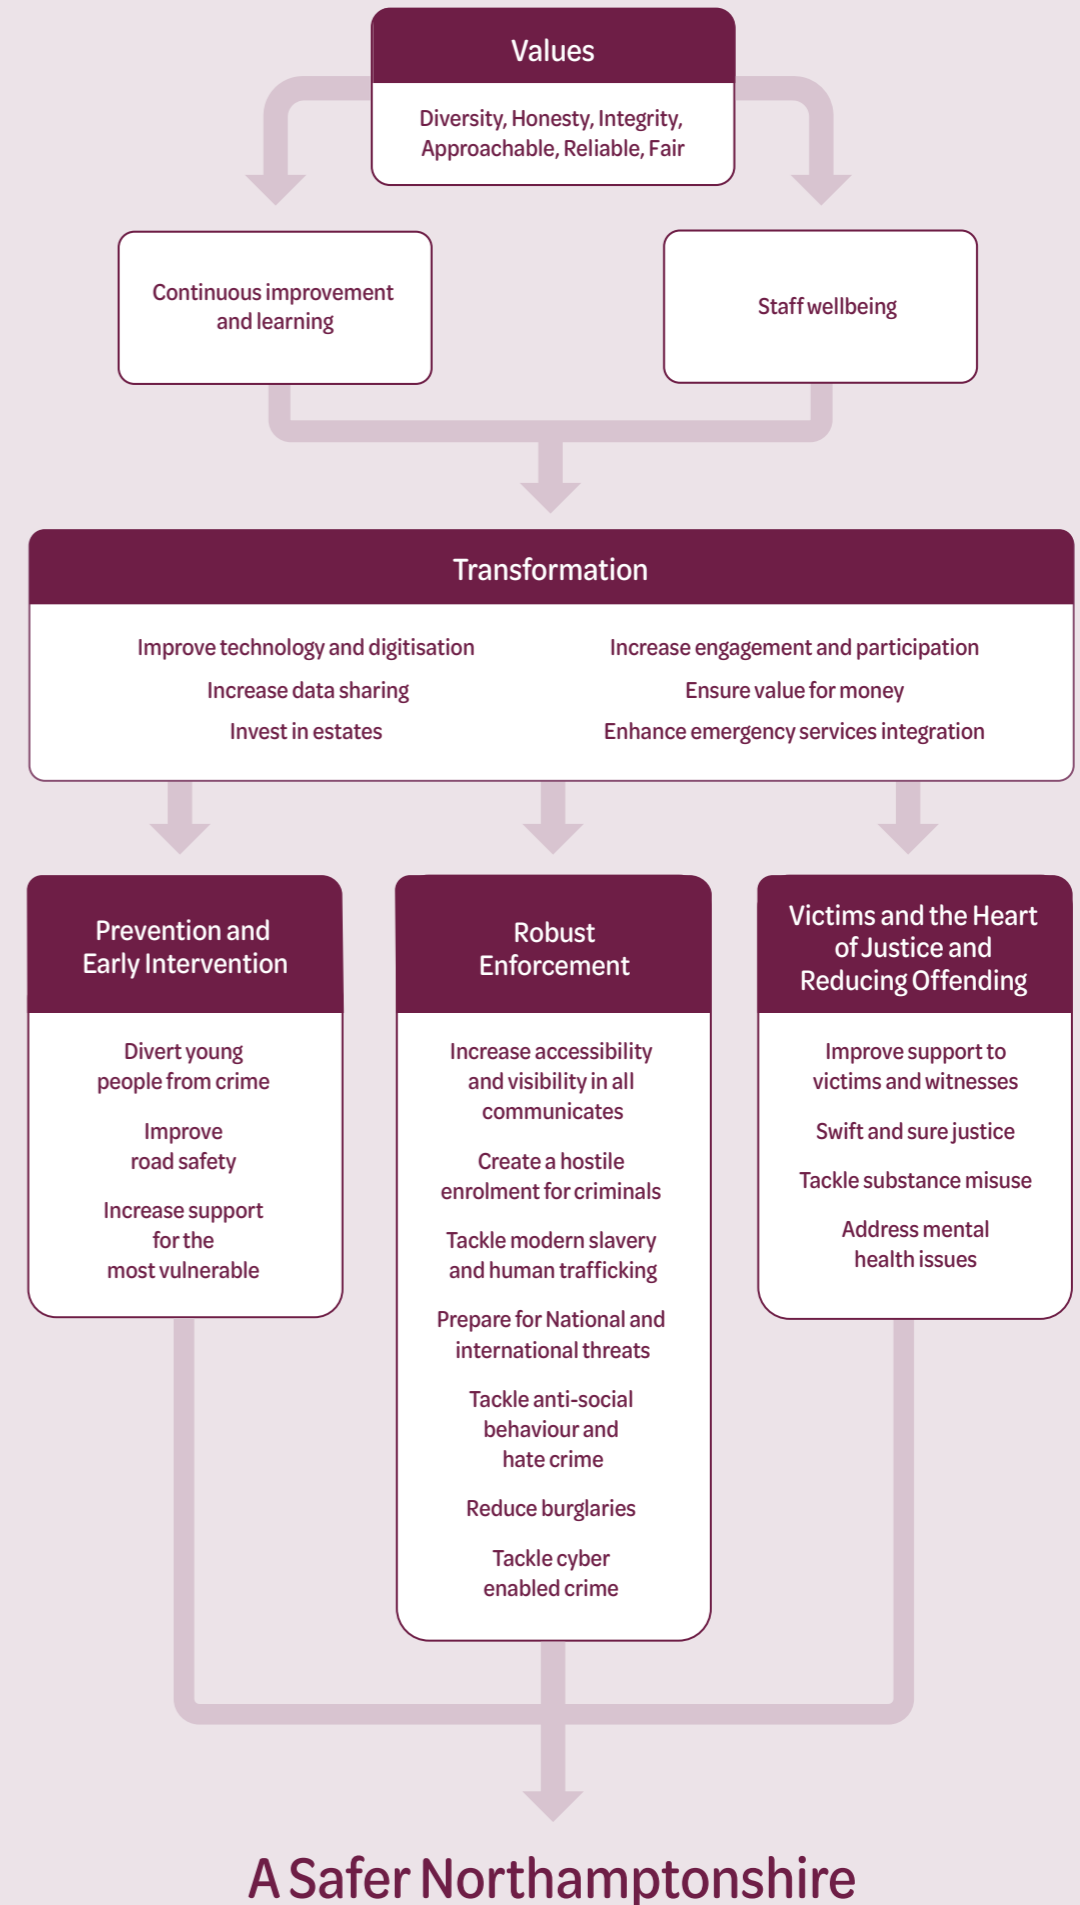 Values
Diversity, Honesty, Integrity,
Approachable, Reliable, Fair
Continuous improvement
and learning
Staff wellbeing
Transformation
Improve technology and digitisation
Increase data sharing
Invest in estates
Increase engagement and participation
Ensure value for money
Enhance emergency services integration
Prevention and
Early Intervention
Divert young
people from crime
Improve
road safety
Increase support
for the
most vulnerable
Robust
Enforcement
Increase accessibility
and visibility in all
communicates
Create a hostile
enrolment for criminals
Tackle modern slavery
and human trafficking
Prepare for National and
international threats
Tackle anti-social
behaviour and
hate crime
Reduce burglaries
Tackle cyber
enabled crime
Victims and the Heart
of Justice and
Reducing Offending
Improve support to
victims and witnesses
Swift and sure justice
Tackle substance misuse
Address mental
health issues
A Safer Northamptonshire